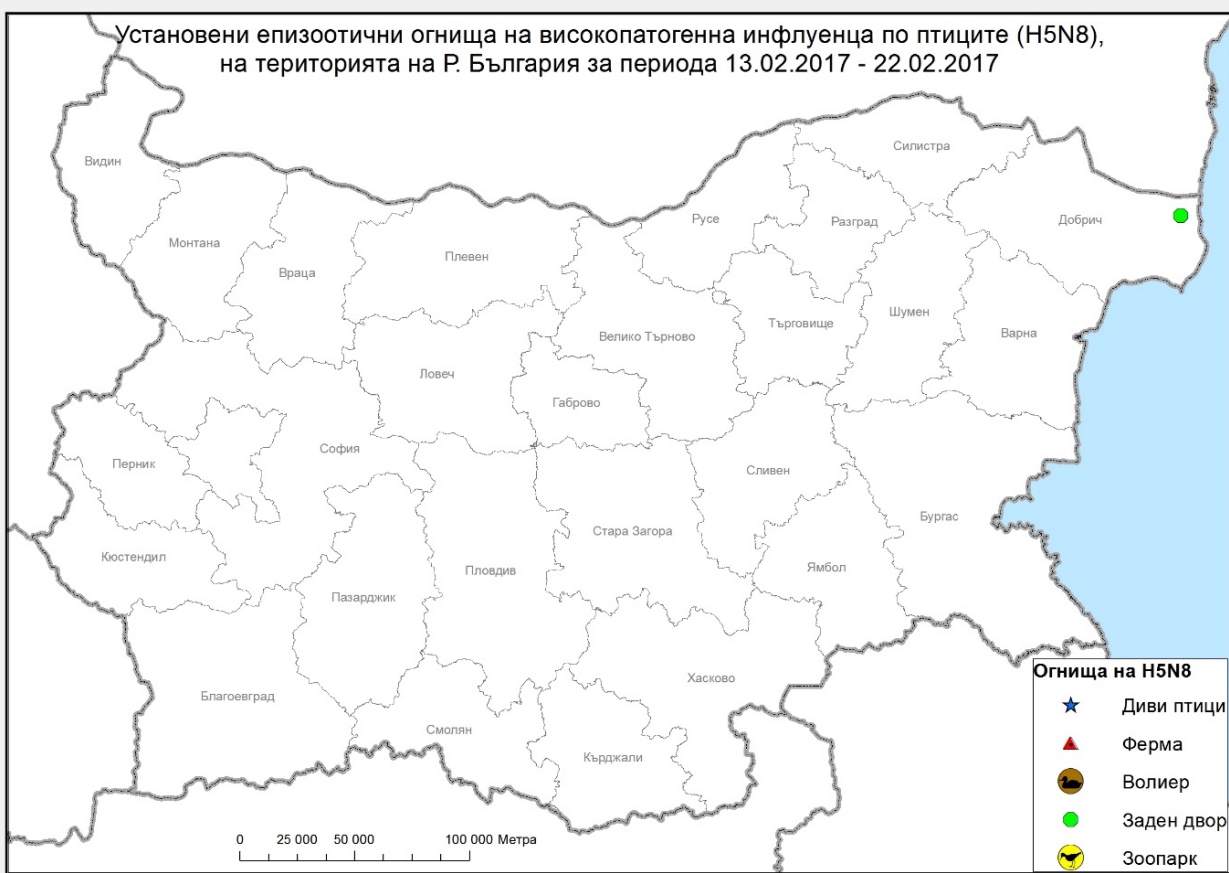 Установени епизоотични огнища на високопатогенна инфлуенца по птиците (H5N8),
на територията на Р. България за периода 13.02.2017 - 22.02.2017
Силистра
Видин
Русе
Разград
Добрич
Монтана
Плевен
Враца
Шумен
Търговище
Варна
Велико Търново
Ловеч
Габрово
София
Перник
Сливен
Бургас
Стара Загора
Кюстендил
Пловдив
Ямбол
Пазарджик
Хасково
Благоевград
Смолян
Кърджали
0 25 000 50 000 100 000 Метра
Огнища на H5N8
Диви птици
Ферма
Волиер
Заден двор
Зоопарк